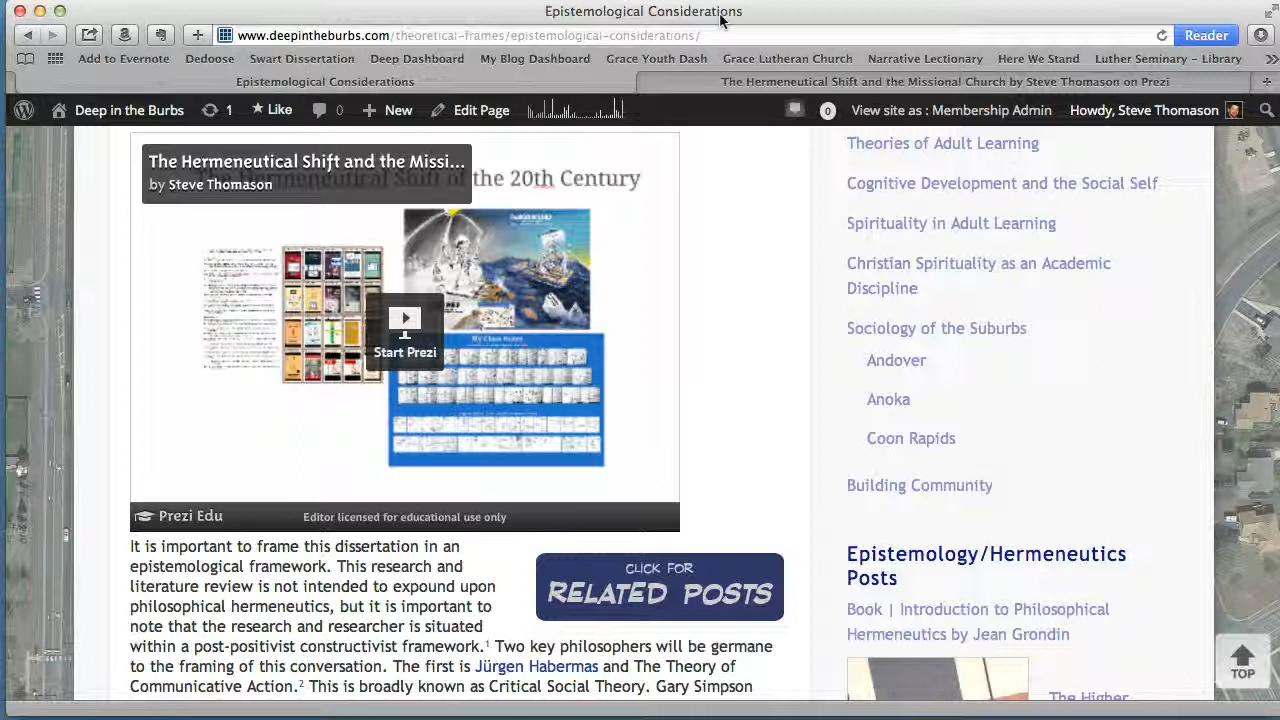 Epistemological Considerations
www.deepintheburbs.com/theoretical-frames/epistemological-considerations/
Reader
Add to Evernote
Dedoose
Swart Dissertation
Deep Dashboard
My Blog Dashboard
Grace Youth Dash
Grace Lutheran Church
Narrative Lectionary
Here We Stand
Luther Seminary - Library
Epistemological Considerations
The Hermeneutical Shift and the Missional Church by Steve Thomason on Prezi
Deep in the Burbs
1
Like
0
New
Edit Page
0
View site as : Membership Admin
Howdy, Steve Thomason
The Hermeneutical Shift and the Missi...
by Steve Thomason
The Hermeneutical Shift of the 20th Century
My Class Notes
Start Prezi
Prezi Edu
Editor licensed for educational use only
It is important to frame this dissertation in an
epistemological framework. This research and
literature review is not intended to expound upon
philosophical hermeneutics, but it is important to
note that the research and researcher is situated
within a post-positivist constructivist framework.1 Two key philosophers will be germane
to the framing of this conversation. The first is Jürgen Habermas and The Theory of
Communicative Action.2 This is broadly known as Critical Social Theory. Gary Simpson
CLICK FOR
RELATED POSTS
Theories of Adult Learning
Cognitive Development and the Social Self
Spirituality in Adult Learning
Christian Spirituality as an Academic
Discipline
Sociology of the Suburbs
Andover
Anoka
Coon Rapids
Building Community
Epistemology/Hermeneutics
Posts
Book | Introduction to Philosophical
Hermeneutics by Jean Grondin
The Higher
TOP